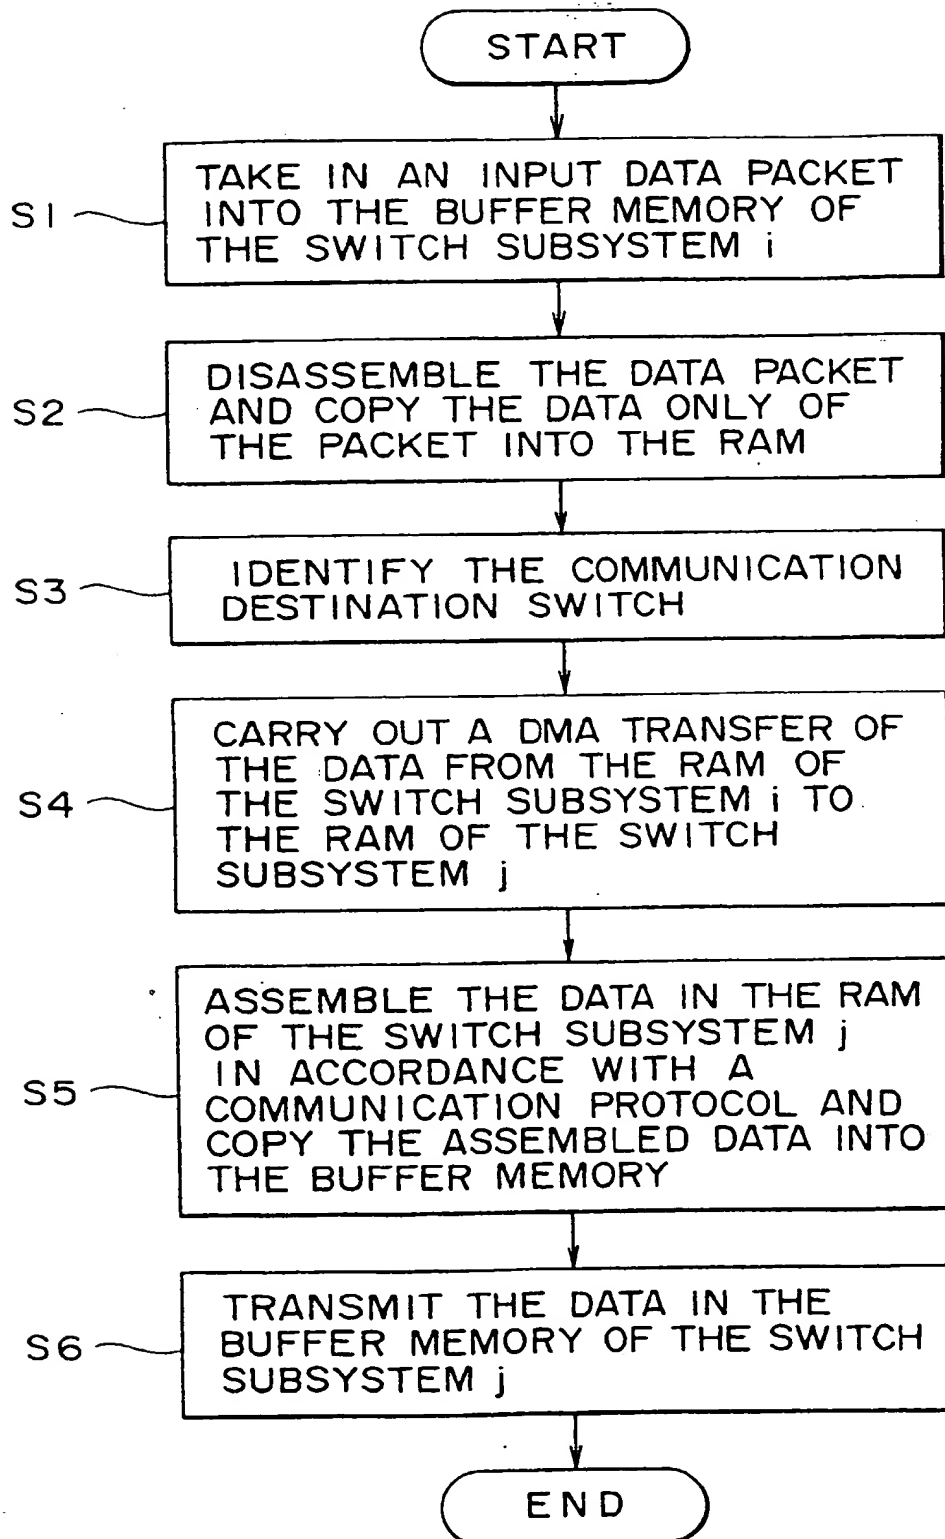 START
S1
TAKE IN AN INPUT DATA PACKET
INTO THE BUFFER MEMORY OF
THE SWITCH SUBSYSTEM i
S2
DISASSEMBLE THE DATA PACKET
AND COPY THE DATA ONLY OF
THE PACKET INTO THE RAM
S3
IDENTIFY THE COMMUNICATION
DESTINATION SWITCH
S4
CARRY OUT A DMA TRANSFER OF
THE DATA FROM THE RAM OF
THE SWITCH SUBSYSTEM i TO
THE RAM OF THE SWITCH
SUBSYSTEM j
S5
ASSEMBLE THE DATA IN THE RAM
OF THE SWITCH SUBSYSTEM j
IN ACCORDANCE WITH A
COMMUNICATION PROTOCOL AND
COPY THE ASSEMBLED DATA INTO
THE BUFFER MEMORY
S6
TRANSMIT THE DATA IN THE
BUFFER MEMORY OF THE SWITCH
SUBSYSTEM j
END